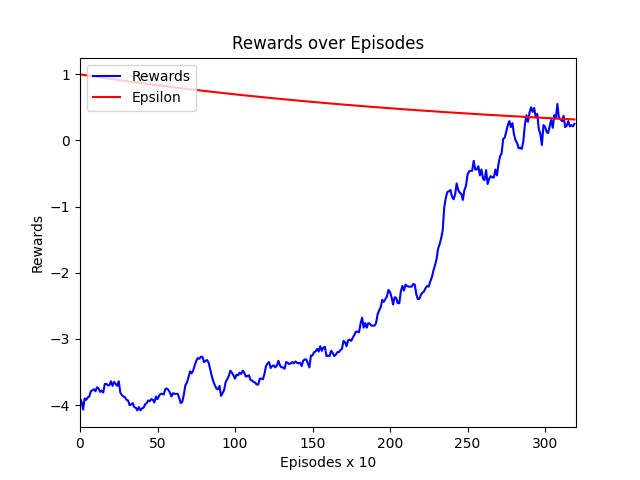 Rewards over Episodes
Rewards
Epsilon
1
0
−1
−2
−3
−4
Rewards
0 50 100 150 200 250 300
Episodes x 10